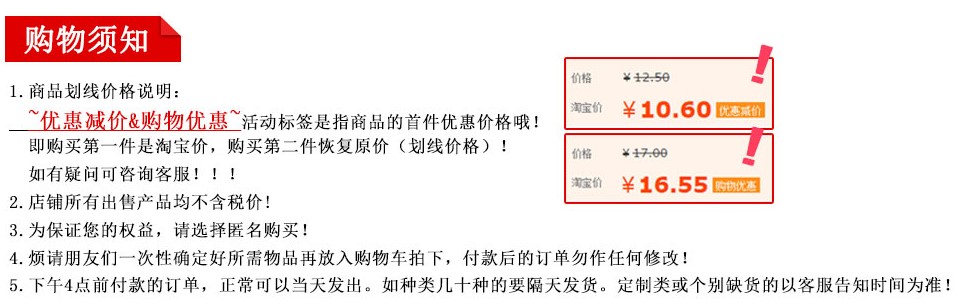 购物须知
1.商品划线价格说明：
~优惠减价&购物优惠~活动标签是指商品的首件优惠价格哦！
即购买第一件是淘宝价，购买第二件恢复原价（划线价格）！
如有疑问可咨询客服！！！
2.店铺所有出售产品均不含税价！
3.为保证您的权益，请选择匿名购买！
4.烦请朋友们一次性确定好所需物品再放入购物车拍下，付款后的订单勿作任何修改！
5.下午4点前付款的订单，正常可以当天发出。如种类几十种的要隔天发货。定制类或个别缺货的以客服告知时间为准！
价格 ¥12.50
淘宝价 ¥10.60 优惠减价
价格 ¥17.00
淘宝价 ¥16.55 购物优惠